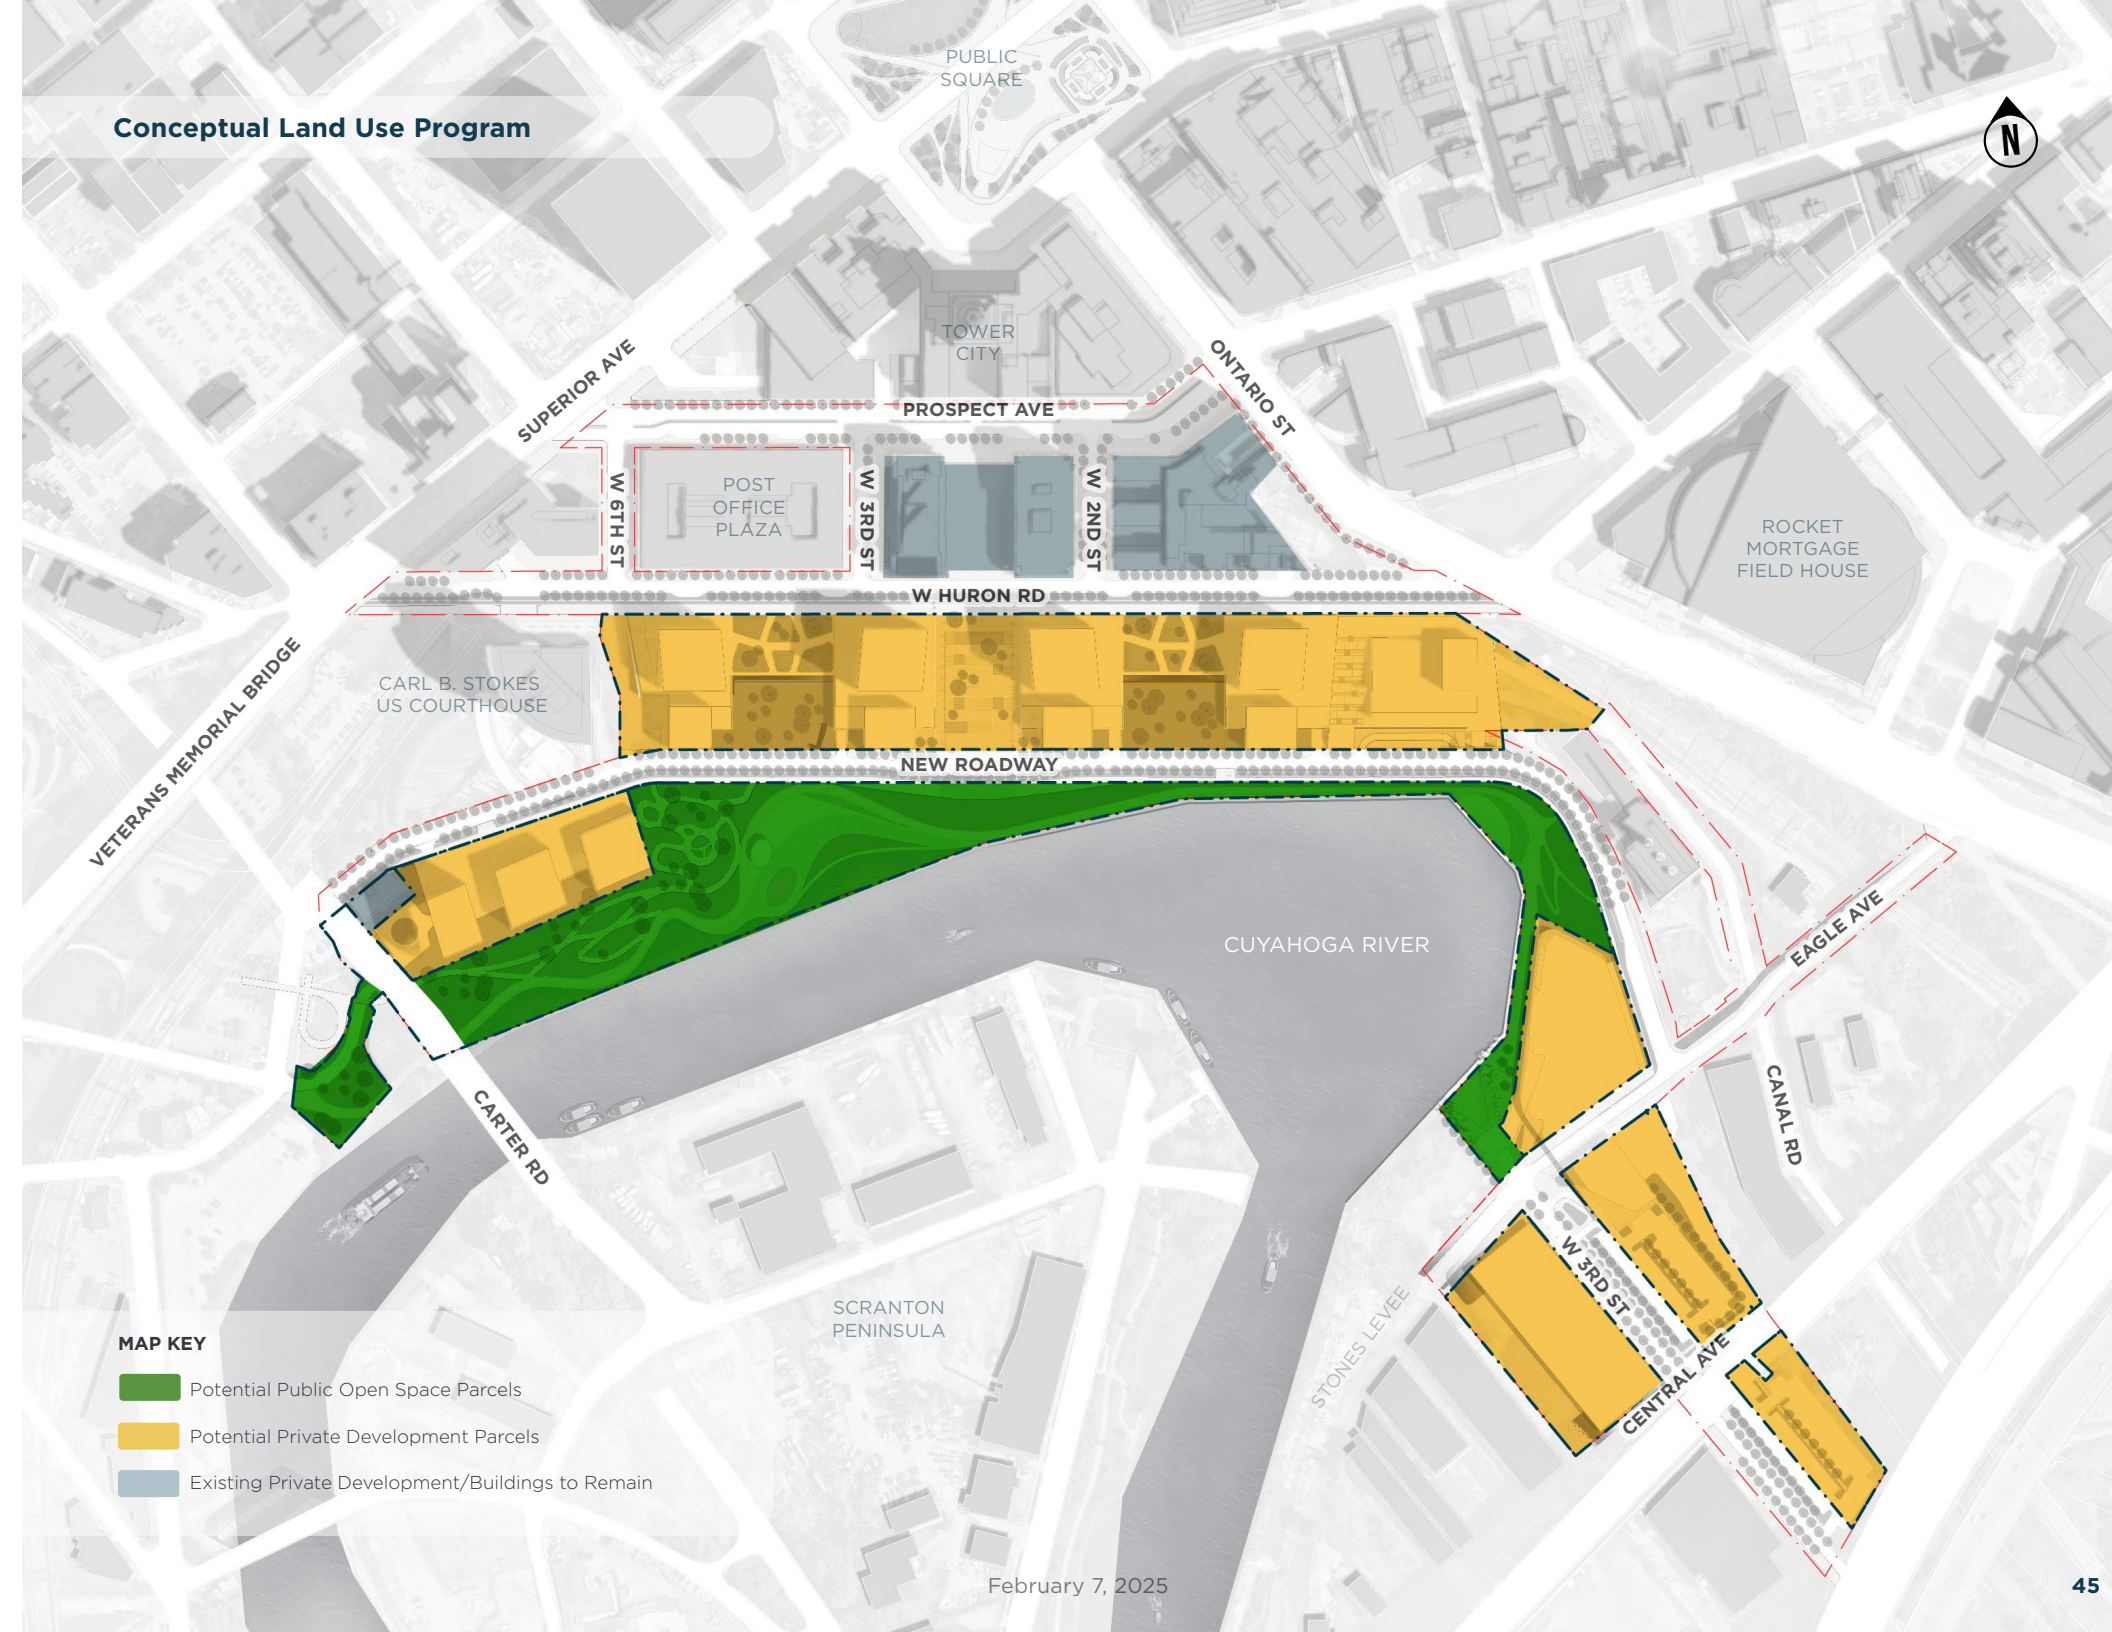 PUBLIC
SQUARE
Conceptual Land Use Program
N
TOWER
CITY
SUPERIOR AVE
ONTARIO ST
PROSPECT AVE
W 6TH ST
POST
OFFICE
PLAZA
W 3RD ST
W 2ND ST
ROCKET
MORTGAGE
FIELD HOUSE
W HURON RD
VETERANS MEMORIAL BRIDGE
CARL B. STOKES
US COURTHOUSE
NEW ROADWAY
CUYAHOGA RIVER
EAGLE AVE
CARTER RD
CANAL RD
W 3RD ST
SCRANTON
PENINSULA
STONES LEVEE
CENTRAL AVE
MAP KEY
Potential Public Open Space Parcels
Potential Private Development Parcels
Existing Private Development/Buildings to Remain
February 7, 2025
45